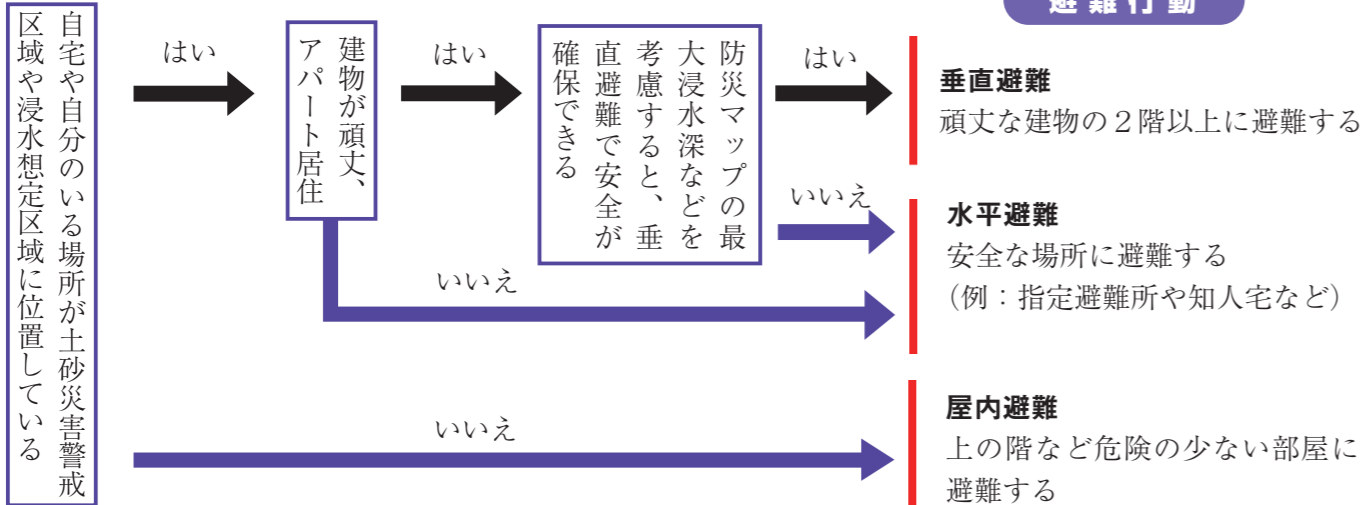 避難行動
自宅や自分のいる場所が土砂災害警戒
区域や浸水想定区域に位置している
はい
建物が頑丈、
アパート居住
はい
防災マップの最
大浸水深などを
考慮すると、垂
直避難で安全が
確保できる
はい
垂直避難
頑丈な建物の2階以上に避難する
いいえ
水平避難
安全な場所に避難する
（例：指定避難所や知人宅など）
いいえ
いいえ
屋内避難
上の階など危険の少ない部屋に
避難する